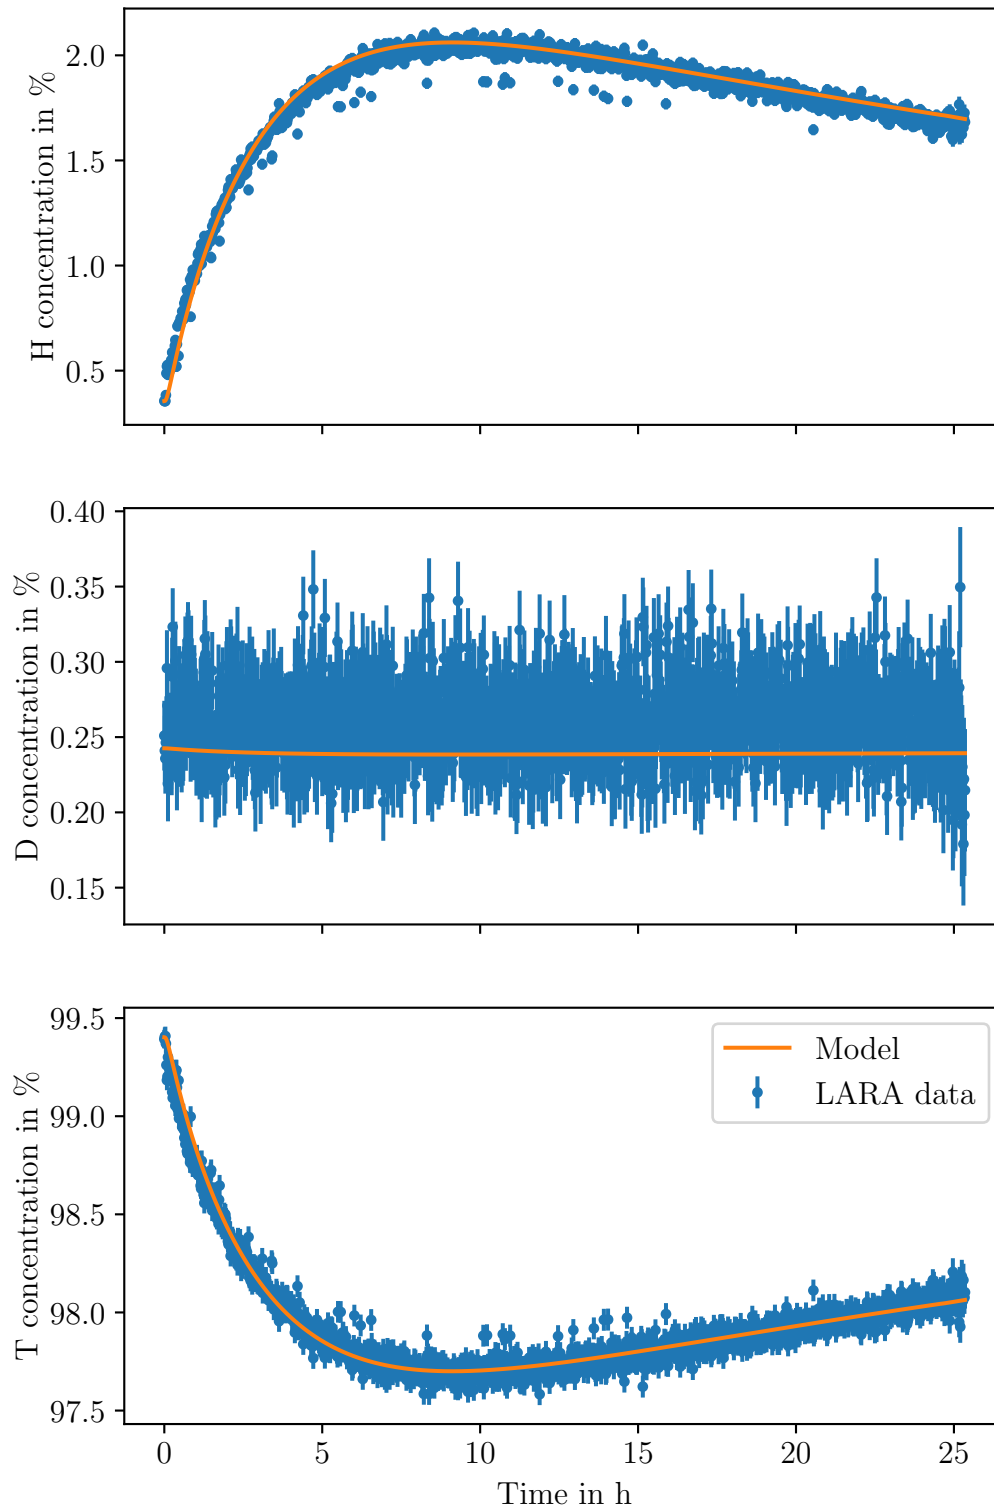 H concentration in %
2.0
1.5
1.0
0.5
D concentration in %
0.40
0.35
0.30
0.25
0.20
0.15
T concentration in %
99.5
99.0
98.5
98.0
97.5
Model
LARA data
0 5 10 15 20 25
Time in h